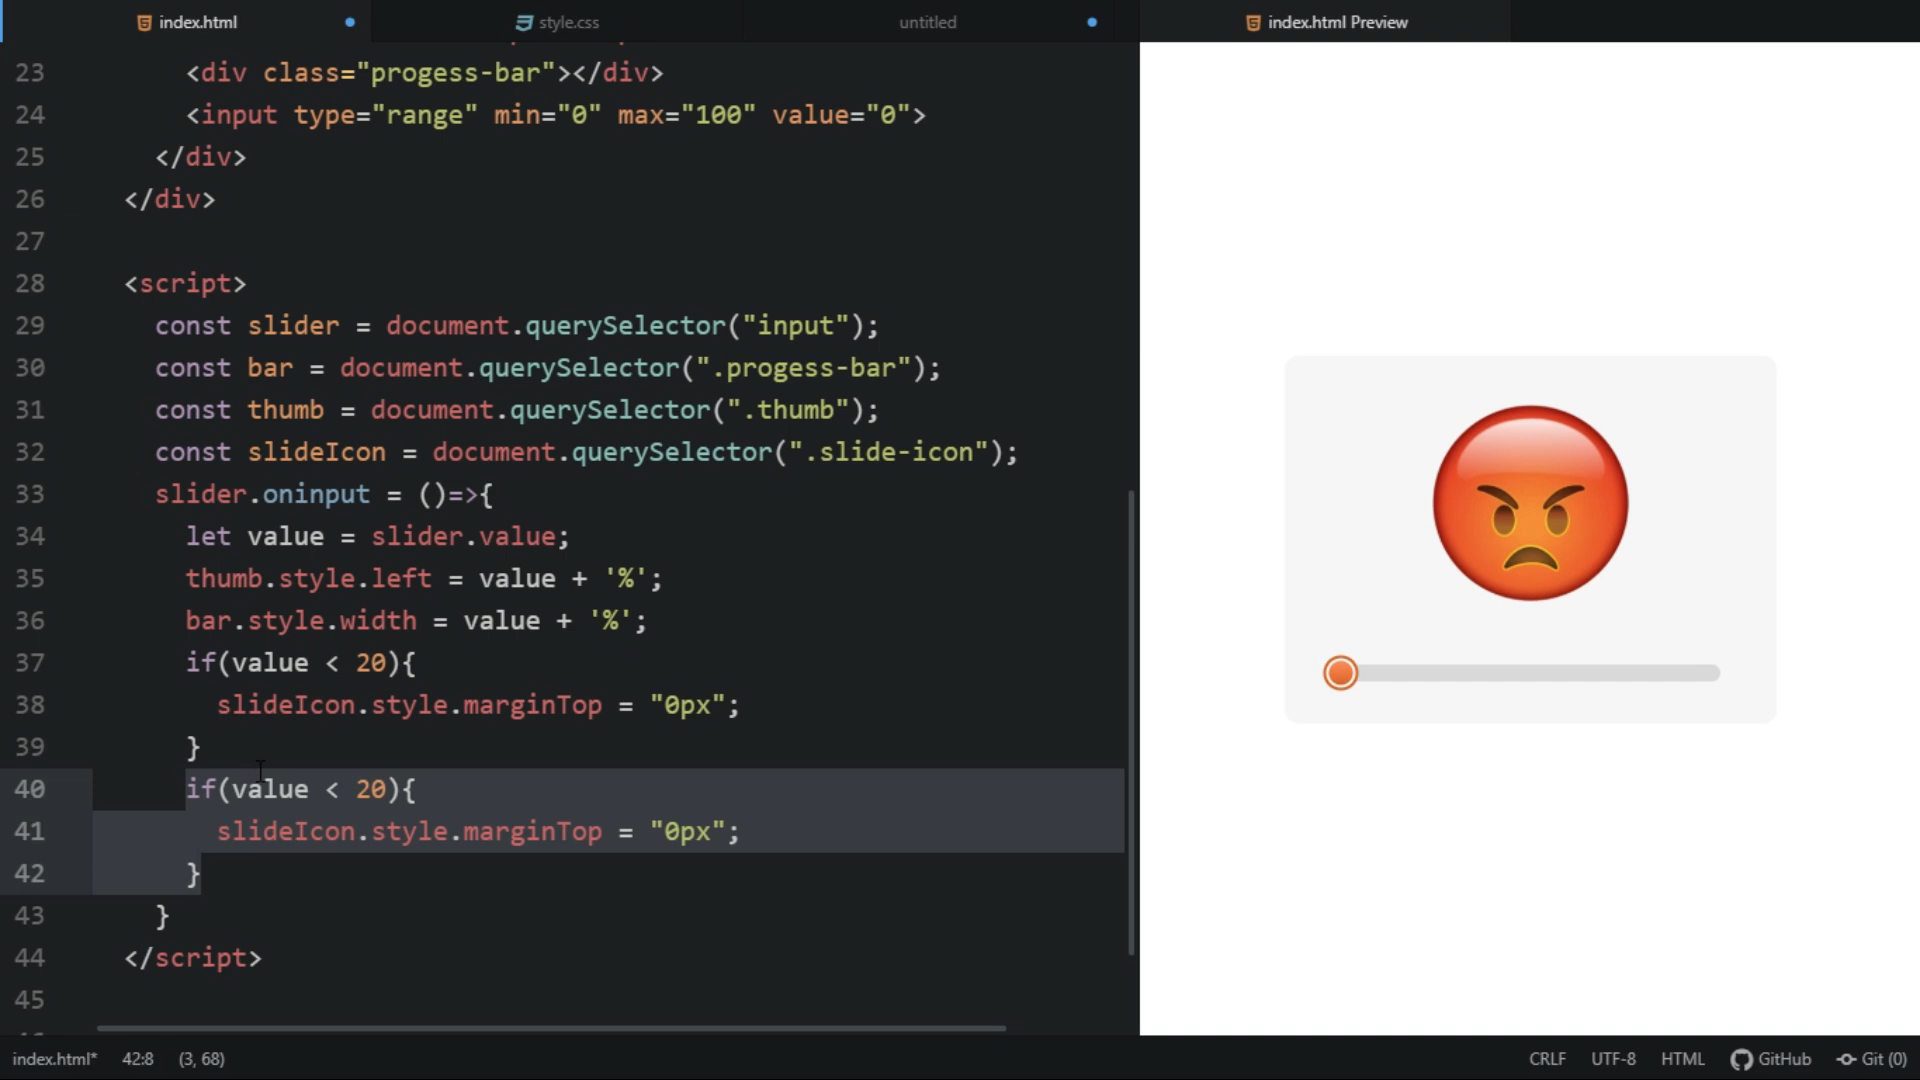 index.html
style.css
untitled
index.html Preview
23 <div class="progess-bar"></div>
24 <input type="range" min="0" max="100" value="0">
25 </div>
26 </div>
27
28 <script>
29 const slider = document.querySelector("input");
30 const bar = document.querySelector(".progess-bar");
31 const thumb = document.querySelector(".thumb");
32 const slideIcon = document.querySelector(".slide-icon");
33 slider.oninput = ()=>{
34 let value = slider.value;
35 thumb.style.left = value + '%';
36 bar.style.width = value + '%';
37 if(value < 20){
38 slideIcon.style.marginTop = "0px";
39 }
40 if(value < 20){
41 slideIcon.style.marginTop = "0px";
42 }
43 }
44 </script>
45
index.html* 42:8 (3, 68)
CRLF UTF-8 HTML GitHub Git (0)